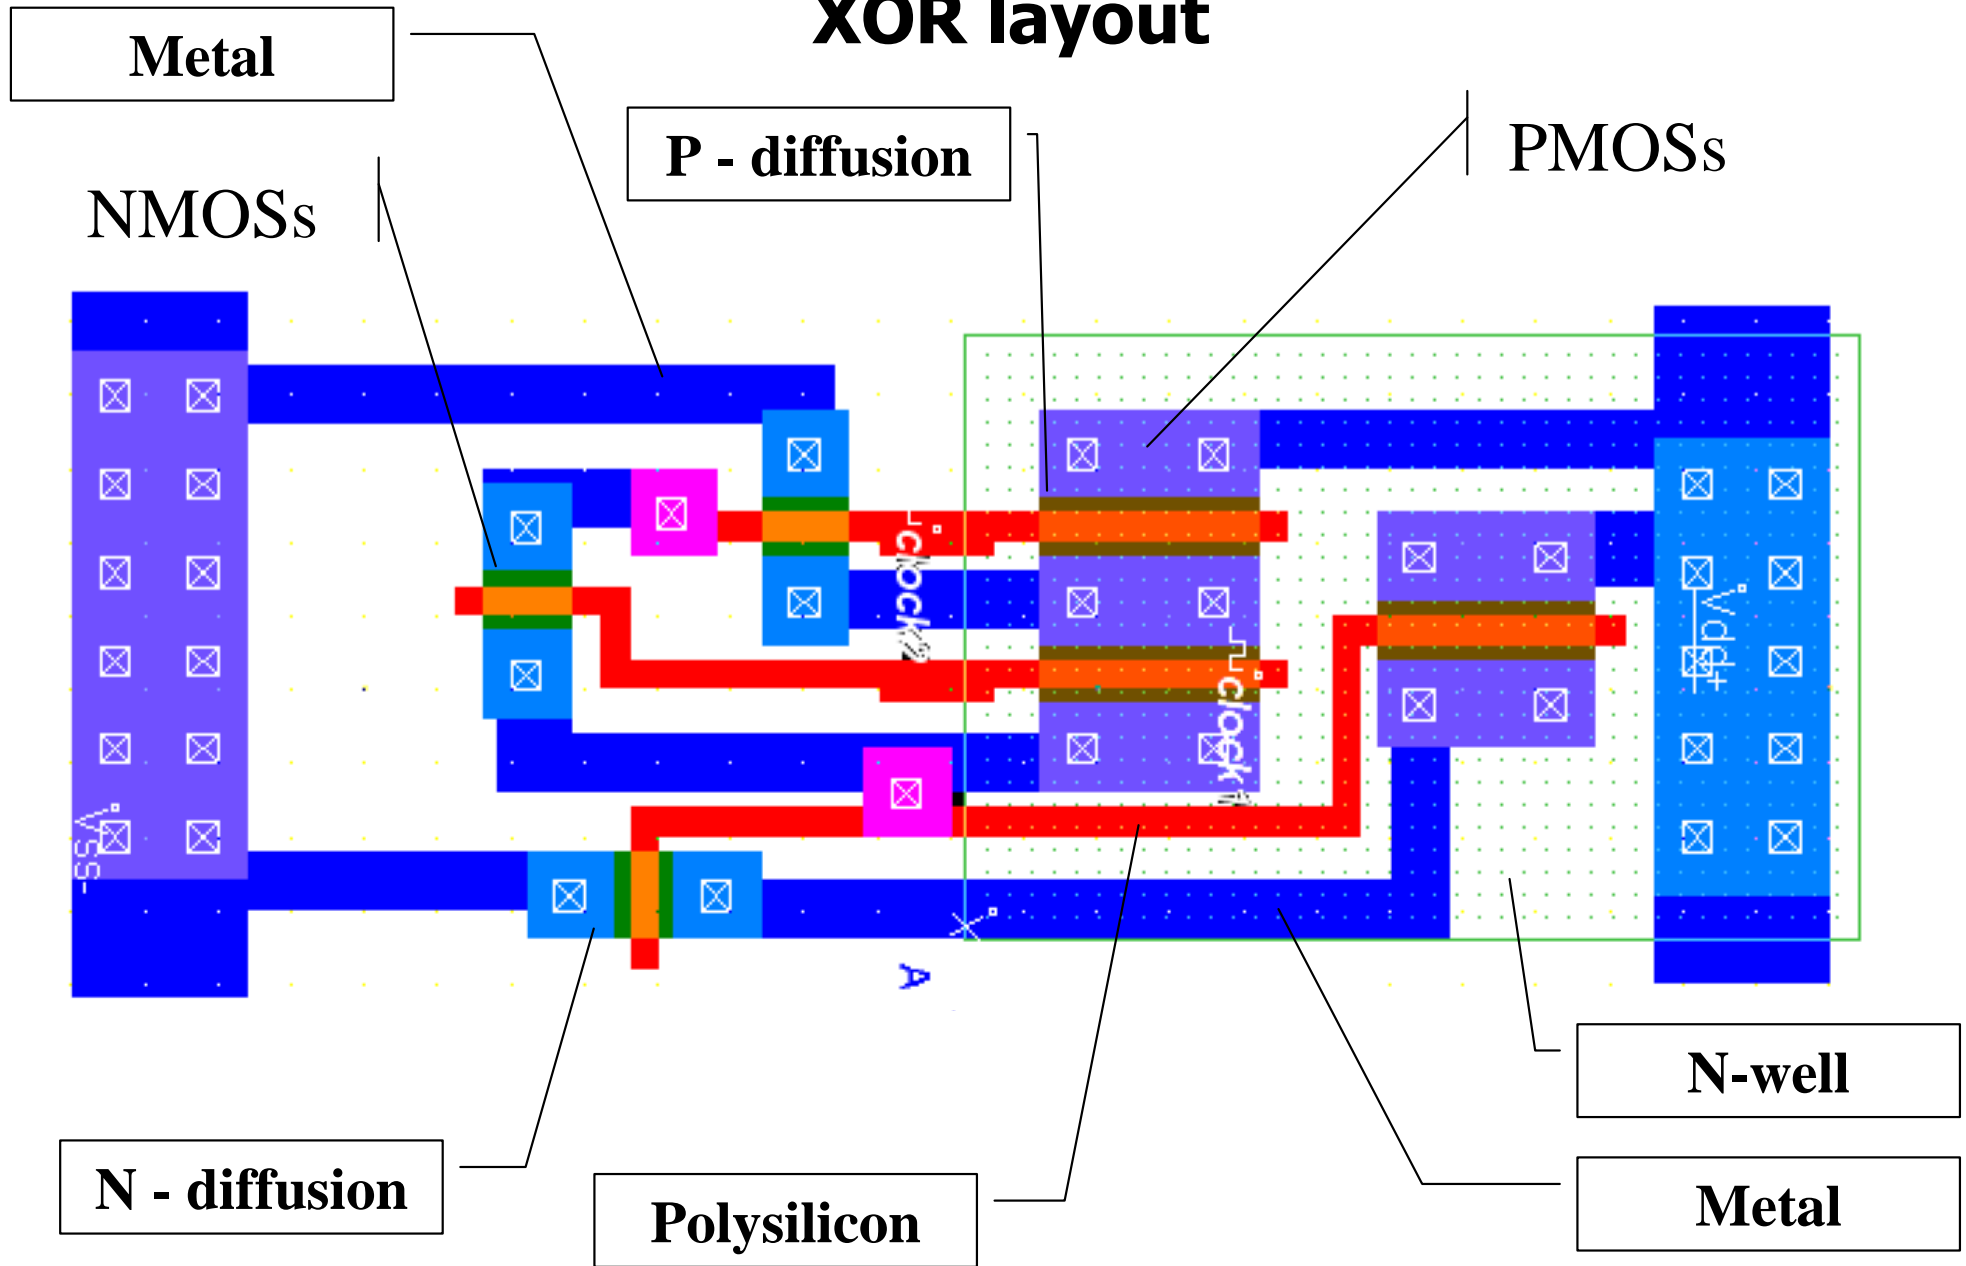 XOR layout
Metal
P - diffusion
PMOSs
NMOSs
clock2
Vdd+
clock1
Vss-
A
N-well
N - diffusion
Polysilicon
Metal